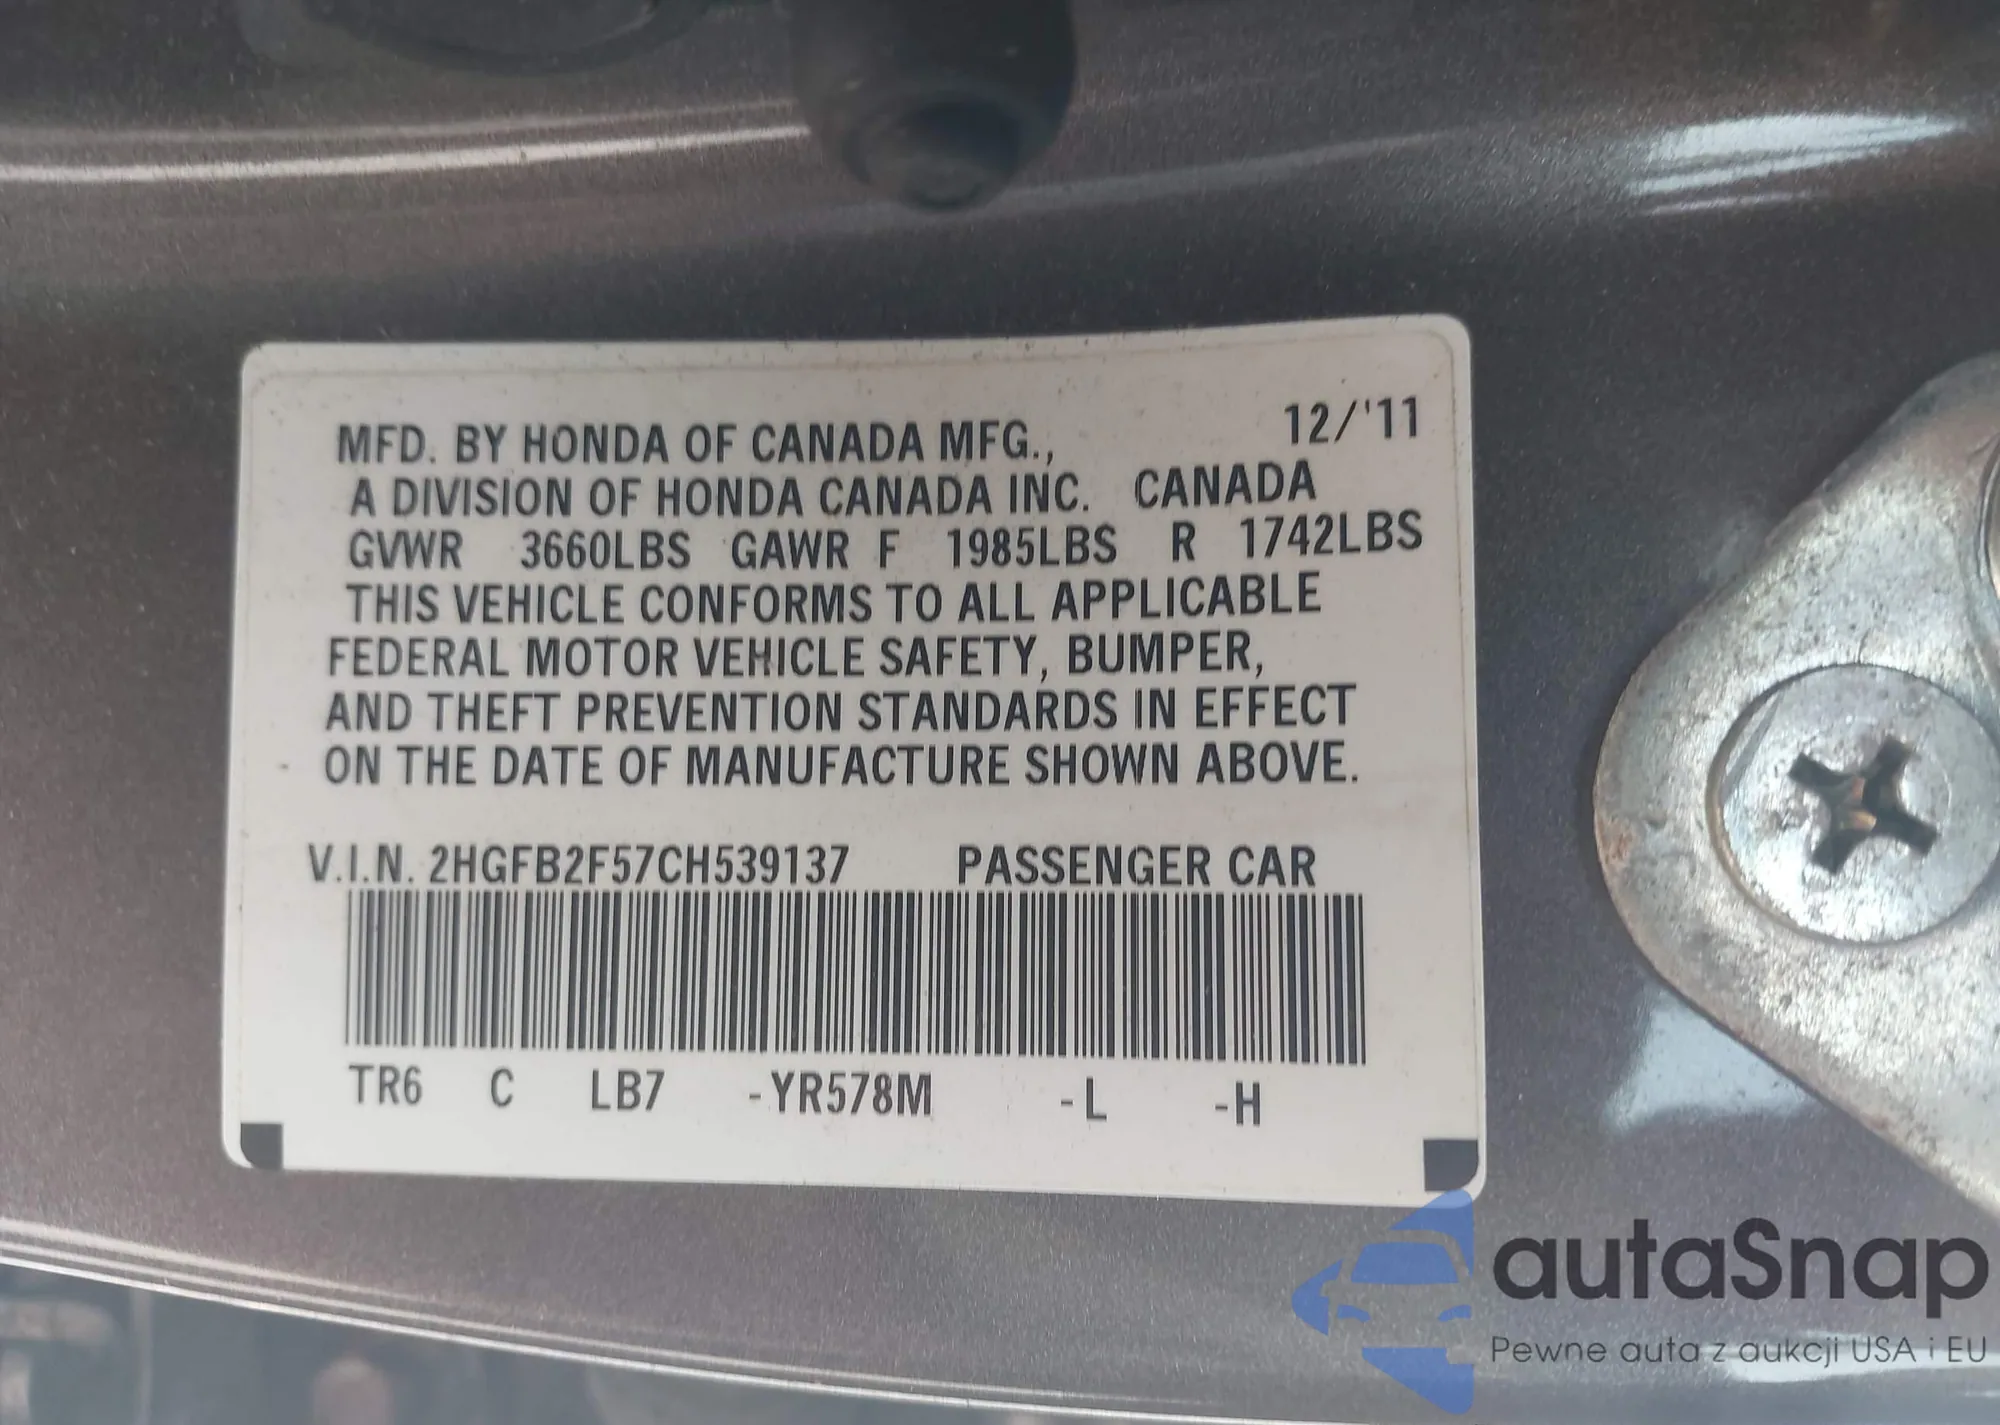 MFD. BY HONDA OF CANADA MFG., 12/'11
A DIVISION OF HONDA CANADA INC. CANADA
GVWR 3660LBS GAWR F 1985LBS R 1742LBS
THIS VEHICLE CONFORMS TO ALL APPLICABLE
FEDERAL MOTOR VEHICLE SAFETY, BUMPER,
AND THEFT PREVENTION STANDARDS IN EFFECT
ON THE DATE OF MANUFACTURE SHOWN ABOVE.
V.I.N. 2HGFB2F57CH539137 PASSENGER CAR
TR6 C LB7 -YR578M -L -H
autaSnap
Pewne auta z aukcji USA i EU